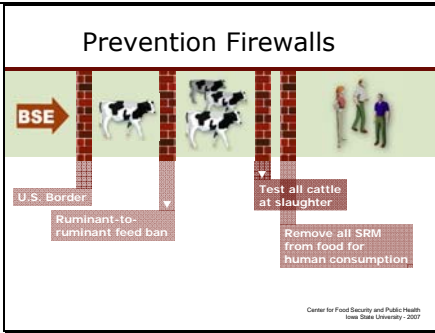 Prevention Firewalls
BSE
U.S. Border
Ruminant-to-
ruminant feed ban
Test all cattle
at slaughter
Remove all SRM
from food for
human consumption
Center for Food Security and Public Health
Iowa State University - 2007